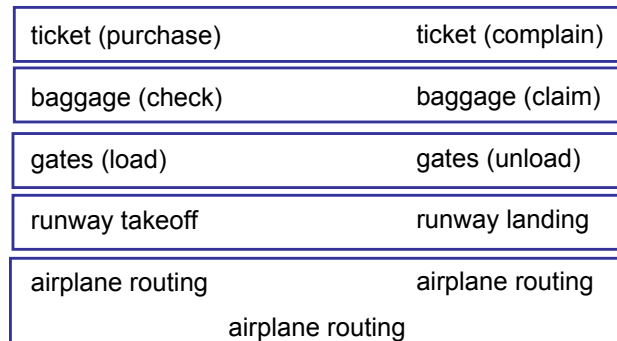 ticket (purchase) ticket (complain)
baggage (check) baggage (claim)
gates (load) gates (unload)
runway takeoff runway landing
airplane routing airplane routing
airplane routing